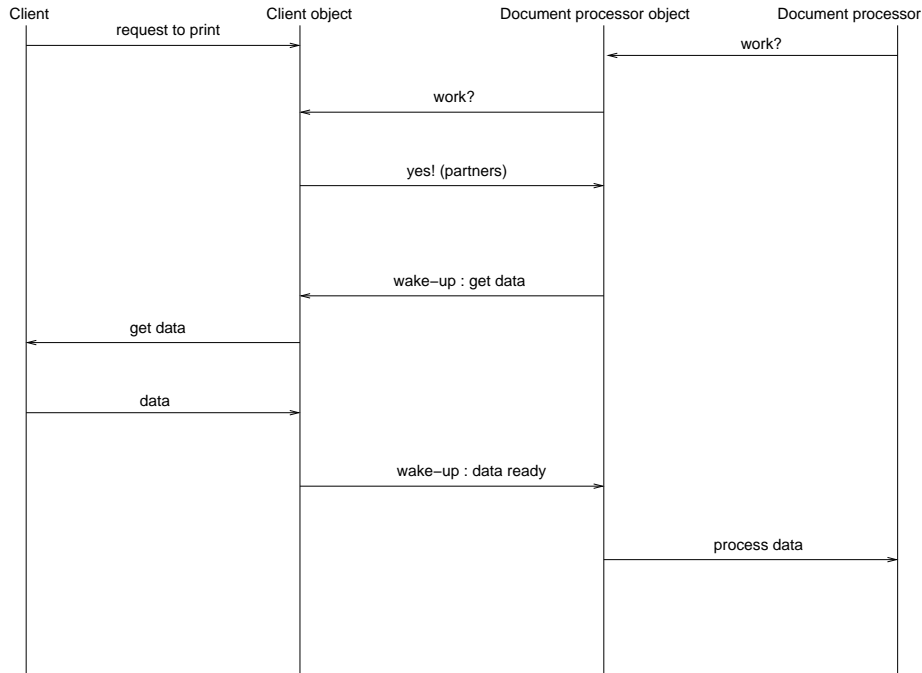 Client
Client object
Document processor object
Document processor
request to print
work?
work?
yes! (partners)
wake−up : get data
get data
data
wake−up : data ready
process data